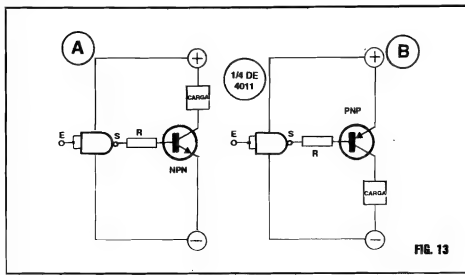 A
+
CARGA
E
S
R
NPN
−
1/4 DE
4011
B
+
PNP
E
S
R
CARGA
−
FIG. 13